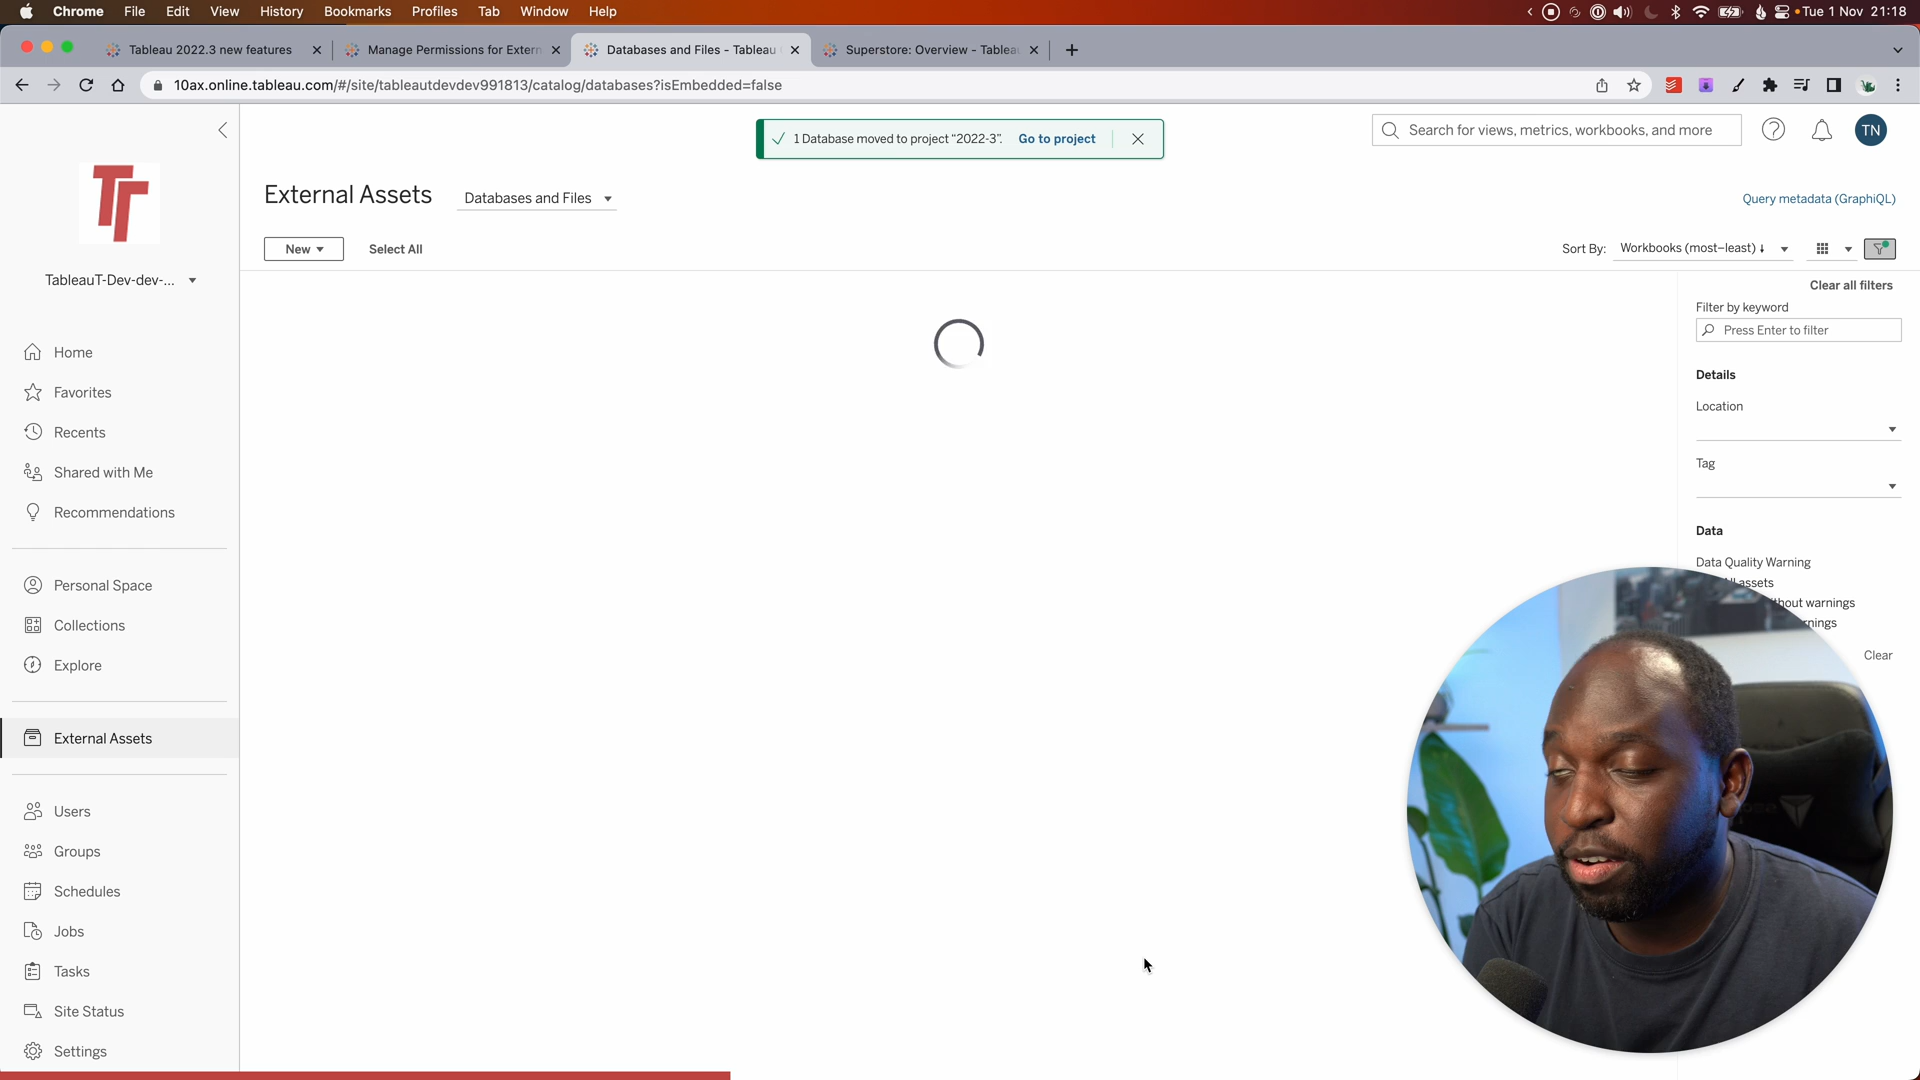 Chrome File Edit View History Bookmarks Profiles Tab Window Help Tue 1 Nov 21:18
Tableau 2022.3 new features Manage Permissions for Extern Databases and Files - Tableau Superstore: Overview - Tableau
10ax.online.tableau.com/#/site/tableautdevdev991813/catalog/databases?isEmbedded=false
1 Database moved to project “2022-3”. Go to project
Search for views, metrics, workbooks, and more
TN
External Assets Databases and Files
Query metadata (GraphiQL)
New Select All
Sort By: Workbooks (most–least)
TableauT-Dev-dev-...
Home
Favorites
Recents
Shared with Me
Recommendations
Personal Space
Collections
Explore
External Assets
Users
Groups
Schedules
Jobs
Tasks
Site Status
Settings
Clear all filters
Filter by keyword
Press Enter to filter
Details
Location
Tag
Data
Data Quality Warning
assets
warnings
Clear